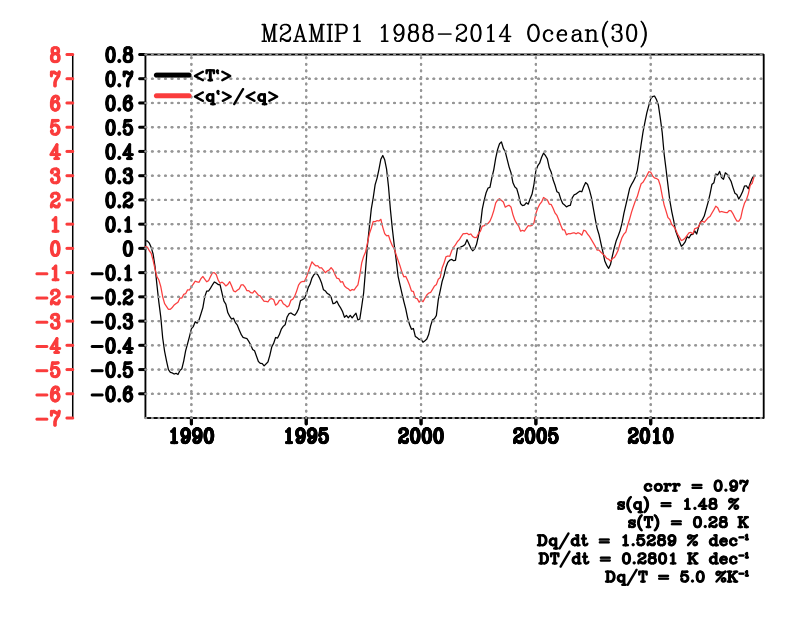 M2AMIP1 1988-2014 Ocean(30)
8 0.8
7 0.7
6 0.6
5 0.5
4 0.4
3 0.3
2 0.2
1 0.1
0 0
-1 -0.1
-2 -0.2
-3 -0.3
-4 -0.4
-5 -0.5
-6 -0.6
-7
<T'>
<q'>/<q>
1990 1995 2000 2005 2010
corr = 0.97
s(q) = 1.48 %
s(T) = 0.28 K
Dq/dt = 1.5289 % dec⁻¹
DT/dt = 0.2801 K dec⁻¹
Dq/T = 5.0 %K⁻¹